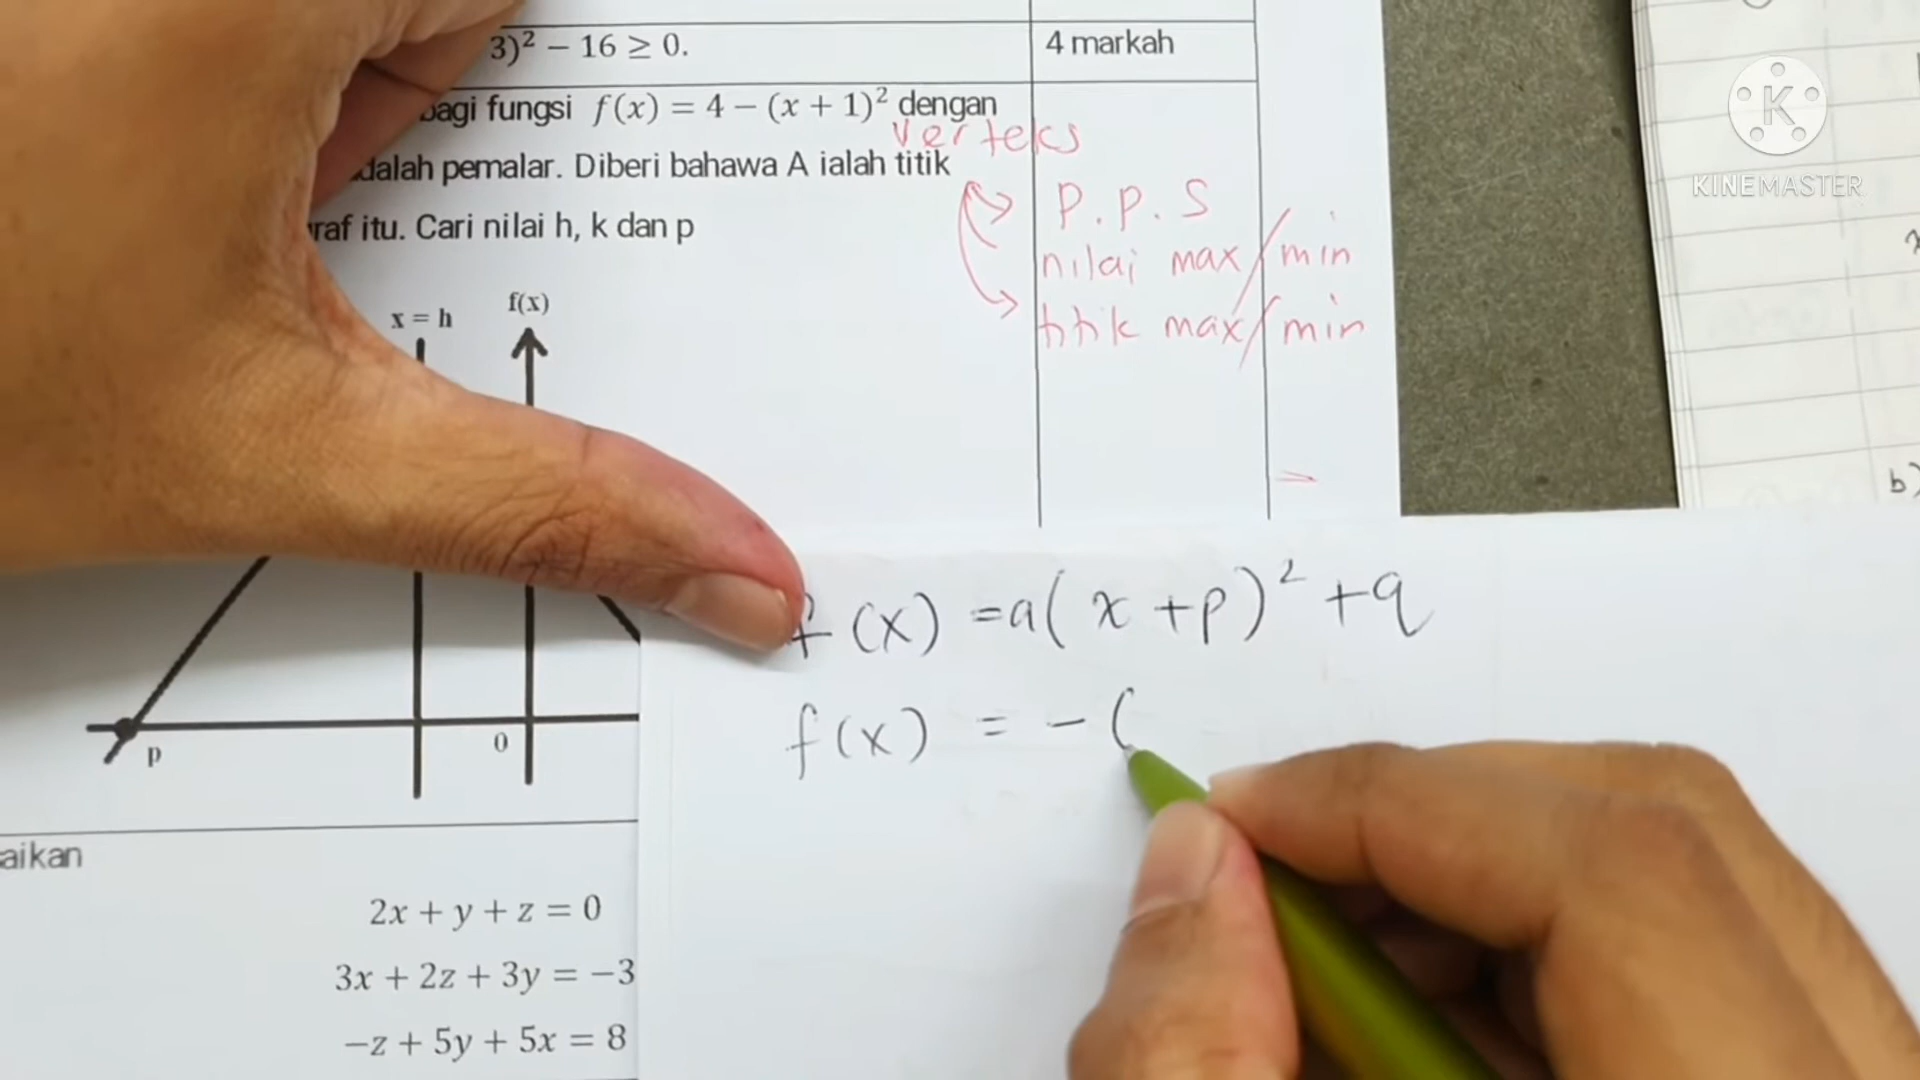 3)² − 16 ≥ 0.
4 markah
bagi fungsi f(x) = 4 − (x + 1)² dengan
verteks
dalah pemalar. Diberi bahawa A ialah titik
raf itu. Cari nilai h, k dan p
P.P.S
nilai max/min
titik max/min
x = h
f(x)
p
0
f(x) = a(x + p)² + q
f(x) = − (
aikan
2x + y + z = 0
3x + 2z + 3y = −3
−z + 5y + 5x = 8
b)
K
KINEMASTER